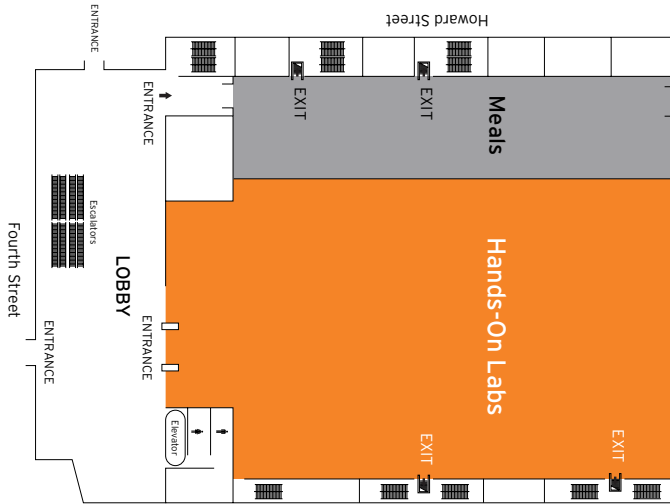 Howard Street
ENTRANCE
ENTRANCE
EXIT
EXIT
Meals
Escalators
Fourth Street
LOBBY
Hands-On Labs
ENTRANCE
ENTRANCE
Elevator
EXIT
EXIT